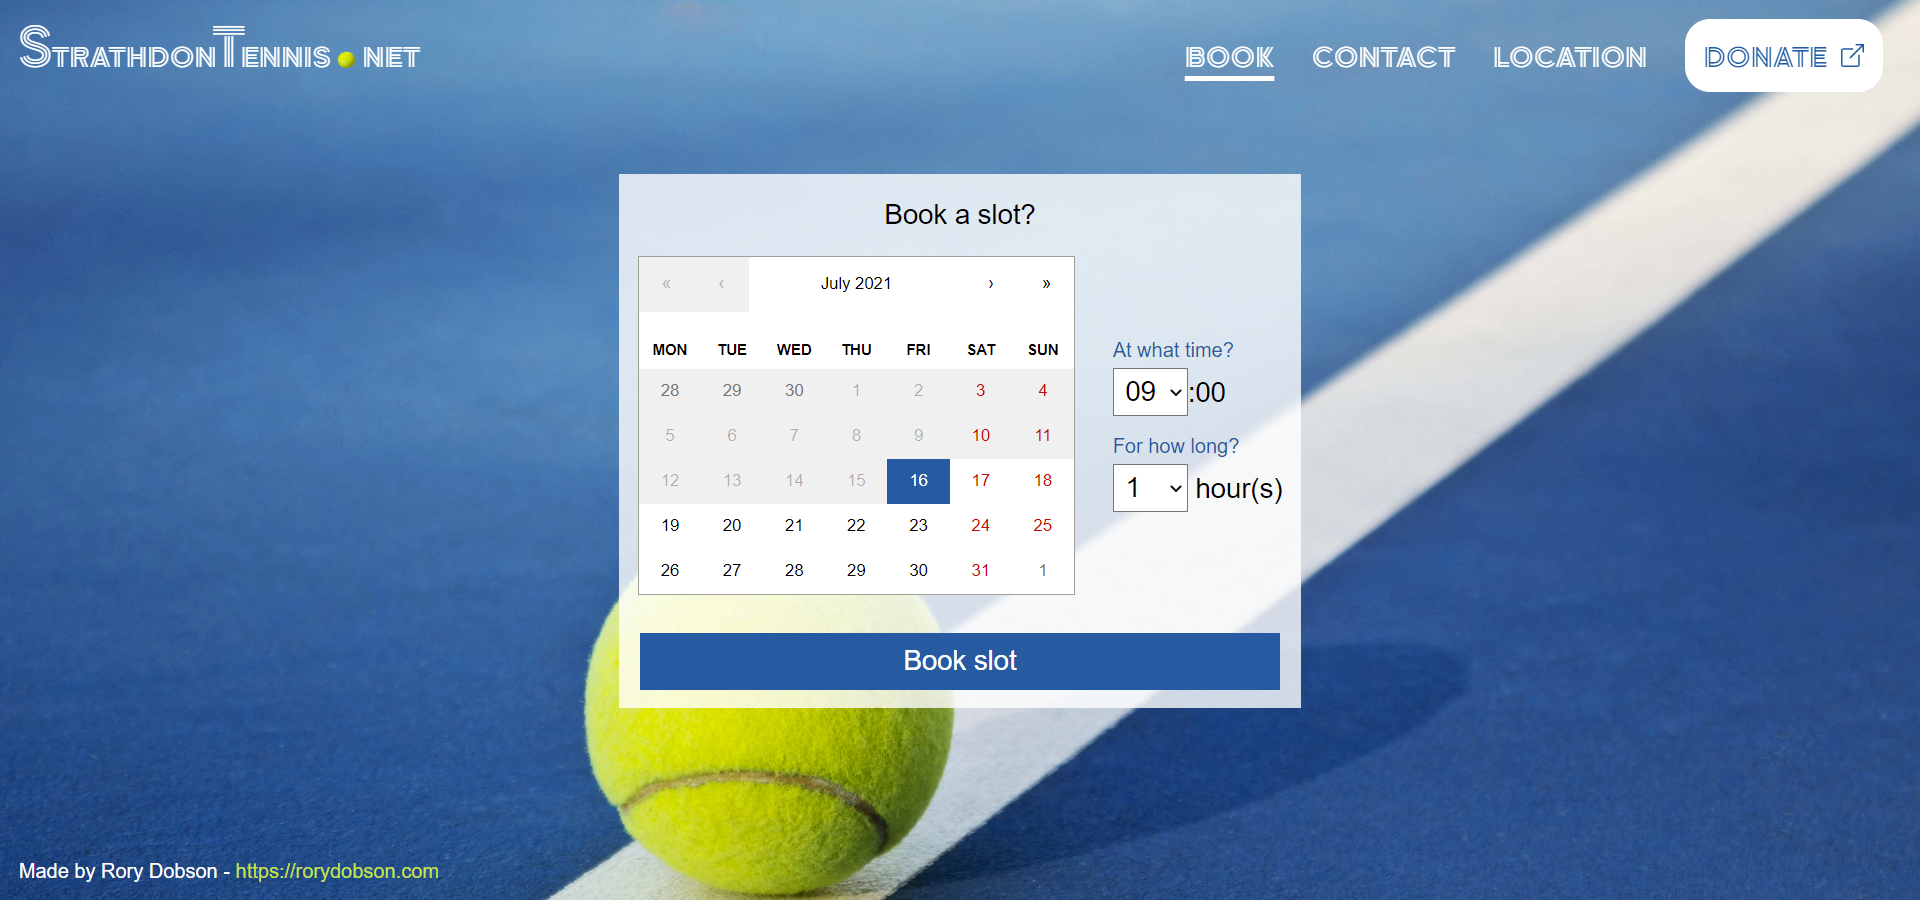 StrathdonTennis.net
BOOK CONTACT LOCATION DONATE
Book a slot?
« ‹ July 2021 › »
MON TUE WED THU FRI SAT SUN
28 29 30 1 2 3 4
5 6 7 8 9 10 11
12 13 14 15 16 17 18
19 20 21 22 23 24 25
26 27 28 29 30 31 1
At what time?
09 :00
For how long?
1 hour(s)
Book slot
Made by Rory Dobson - https://rorydobson.com